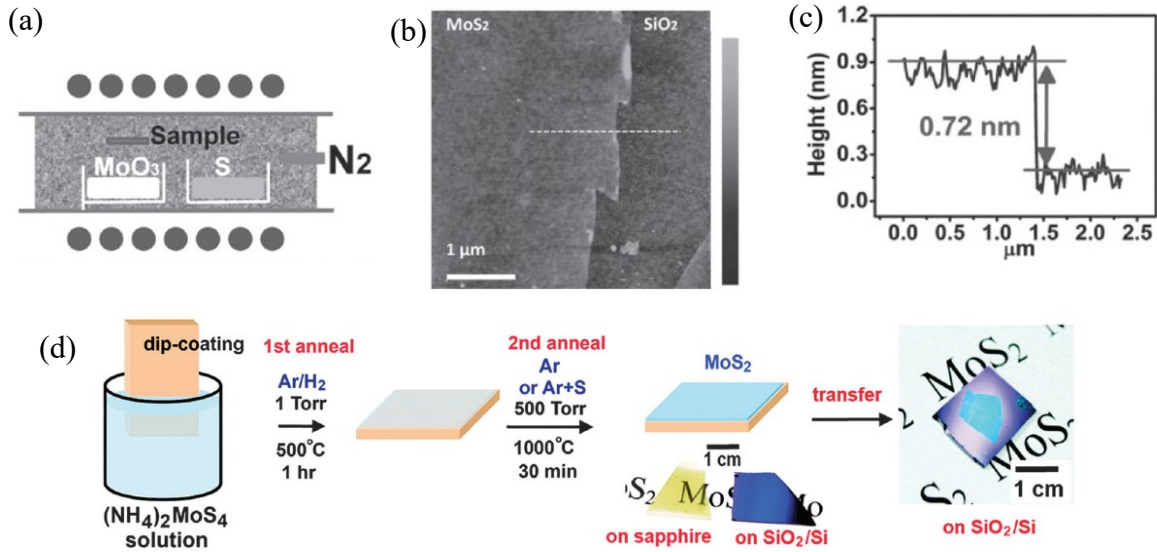 (a)
Sample
MoO₃
S
N₂
(b)
MoS₂
SiO₂
1 μm
(c)
Height (nm)
1.2
0.9
0.6
0.3
0.0
0.72 nm
0.0 0.5 1.0 1.5 2.0 2.5
μm
(d)
dip-coating
(NH₄)₂MoS₄
solution
1st anneal
Ar/H₂
1 Torr
500°C
1 hr
2nd anneal
Ar
or Ar+S
500 Torr
1000°C
30 min
MoS₂
1 cm
oS₂ MoS
MO
on sapphire
on SiO₂/Si
transfer
MoS₂
MoS₂
1 cm
on SiO₂/Si